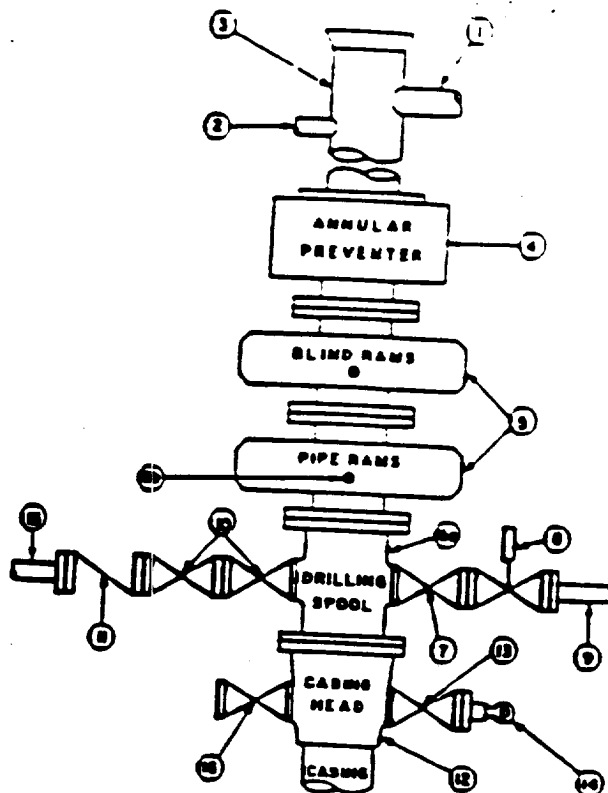 3
1
2
ANNULAR
PREVENTER
4
BLIND RAMS
5
PIPE RAMS
10
8
DRILLING
SPOOL
7
13
9
CASING
HEAD
12
14
CASING